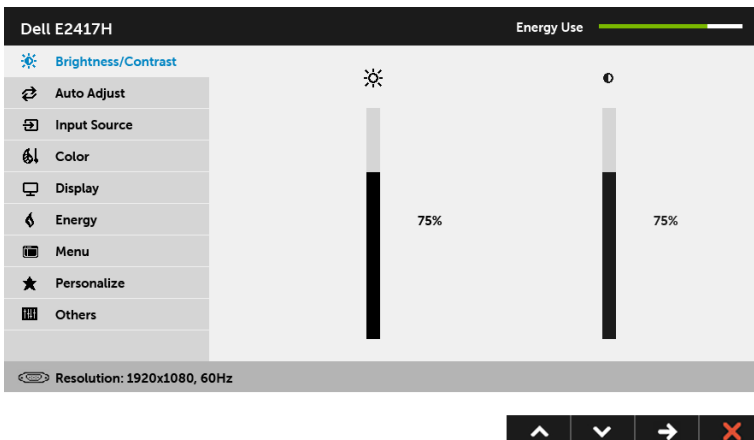 Dell E2417H
Energy Use
Brightness/Contrast
Auto Adjust
Input Source
Color
Display
Energy
Menu
Personalize
Others
75%
75%
Resolution: 1920x1080, 60Hz